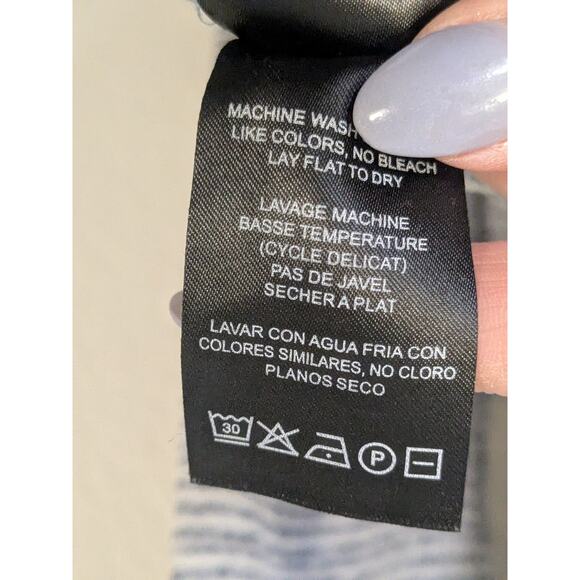 MACHINE WASH
LIKE COLORS, NO BLEACH
LAY FLAT TO DRY
LAVAGE MACHINE
BASSE TEMPERATURE
(CYCLE DELICAT)
PAS DE JAVEL
SECHER A PLAT
LAVAR CON AGUA FRIA CON
COLORES SIMILARES, NO CLORO
PLANOS SECO
30 P